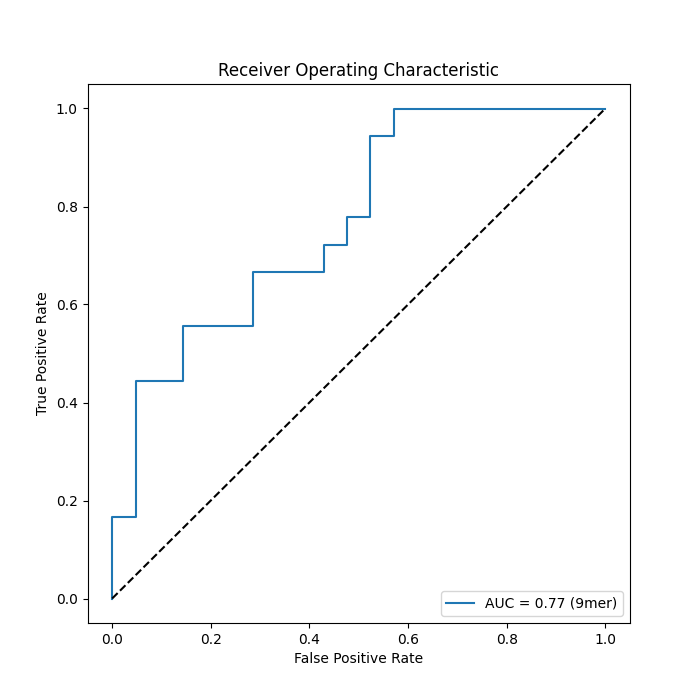 Receiver Operating Characteristic
True Positive Rate
1.0
0.8
0.6
0.4
0.2
0.0
AUC = 0.77 (9mer)
0.0 0.2 0.4 0.6 0.8 1.0
False Positive Rate